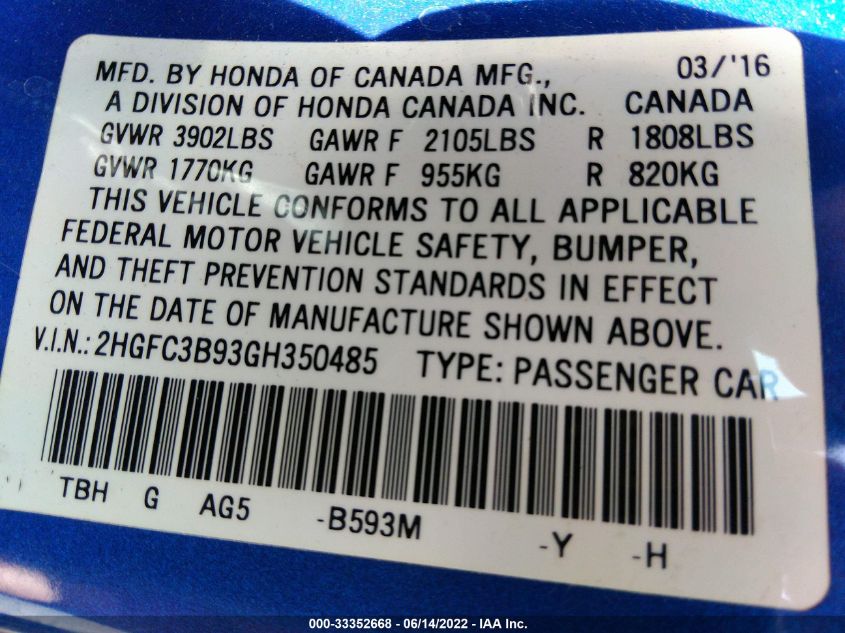 MFD. BY HONDA OF CANADA MFG., 03/'16
A DIVISION OF HONDA CANADA INC. CANADA
GVWR 3902LBS GAWR F 2105LBS R 1808LBS
GVWR 1770KG GAWR F 955KG R 820KG
THIS VEHICLE CONFORMS TO ALL APPLICABLE
FEDERAL MOTOR VEHICLE SAFETY, BUMPER,
AND THEFT PREVENTION STANDARDS IN EFFECT
ON THE DATE OF MANUFACTURE SHOWN ABOVE.
V.I.N.: 2HGFC3B93GH350485 TYPE: PASSENGER CAR
TBH G AG5 -B593M -Y -H
000-33352668 - 06/14/2022 - IAA Inc.